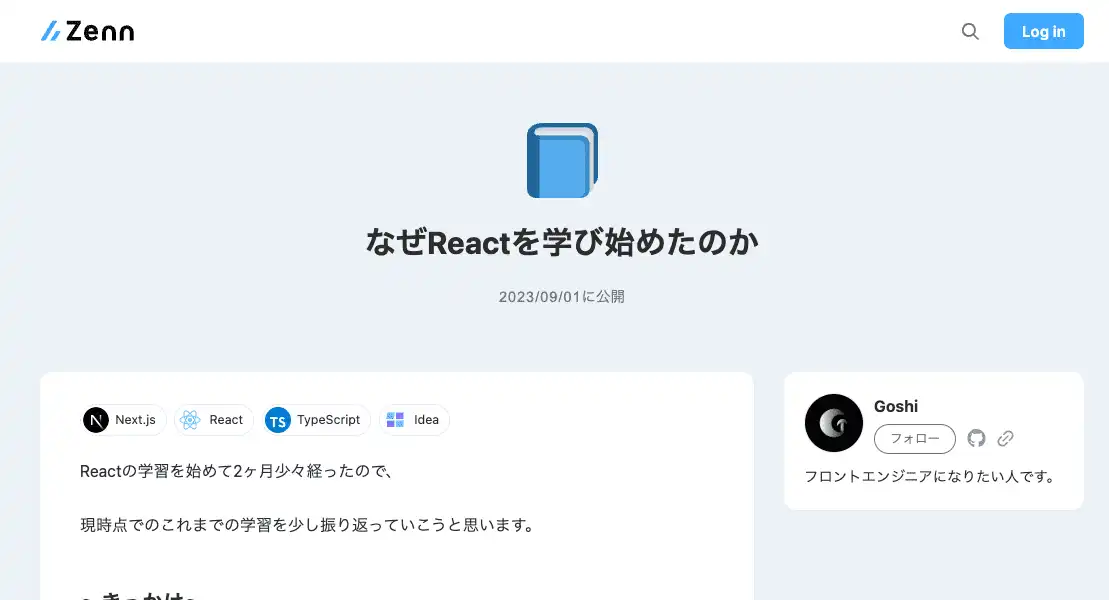 Zenn
Log in
なぜReactを学び始めたのか
2023/09/01に公開
Next.js
React
TS
TypeScript
Idea
Goshi
フォロー
フロントエンジニアになりたい人です。
Reactの学習を始めて2ヶ月少々経ったので、
現時点でのこれまでの学習を少し振り返っていこうと思います。